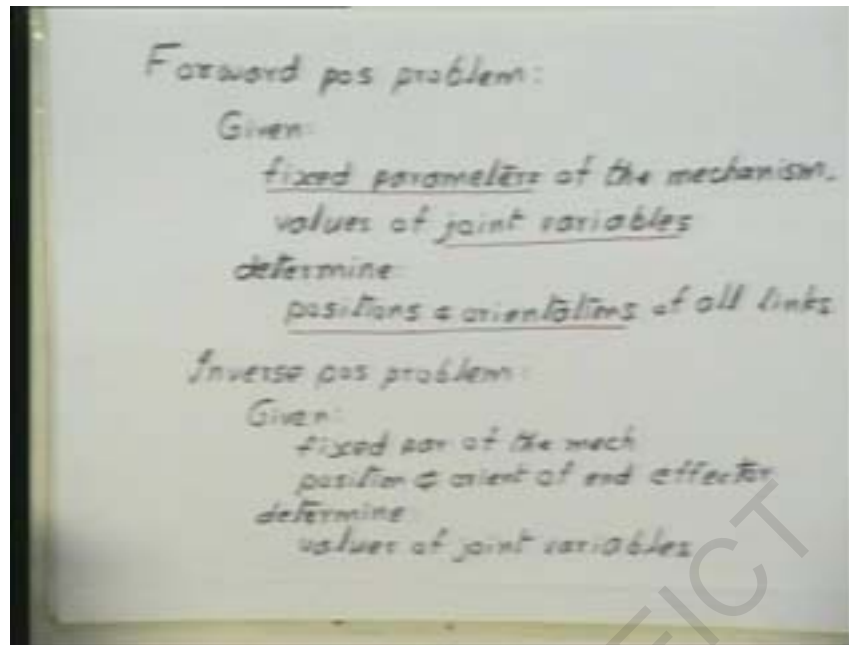 Forward pos problem:
Given:
fixed parameters of the mechanism.
values of joint variables
determine:
positions & orientations of all links
Inverse pos problem:
Given:
fixed par of the mech
position & orient of end effector
determine:
values of joint variables
EICT